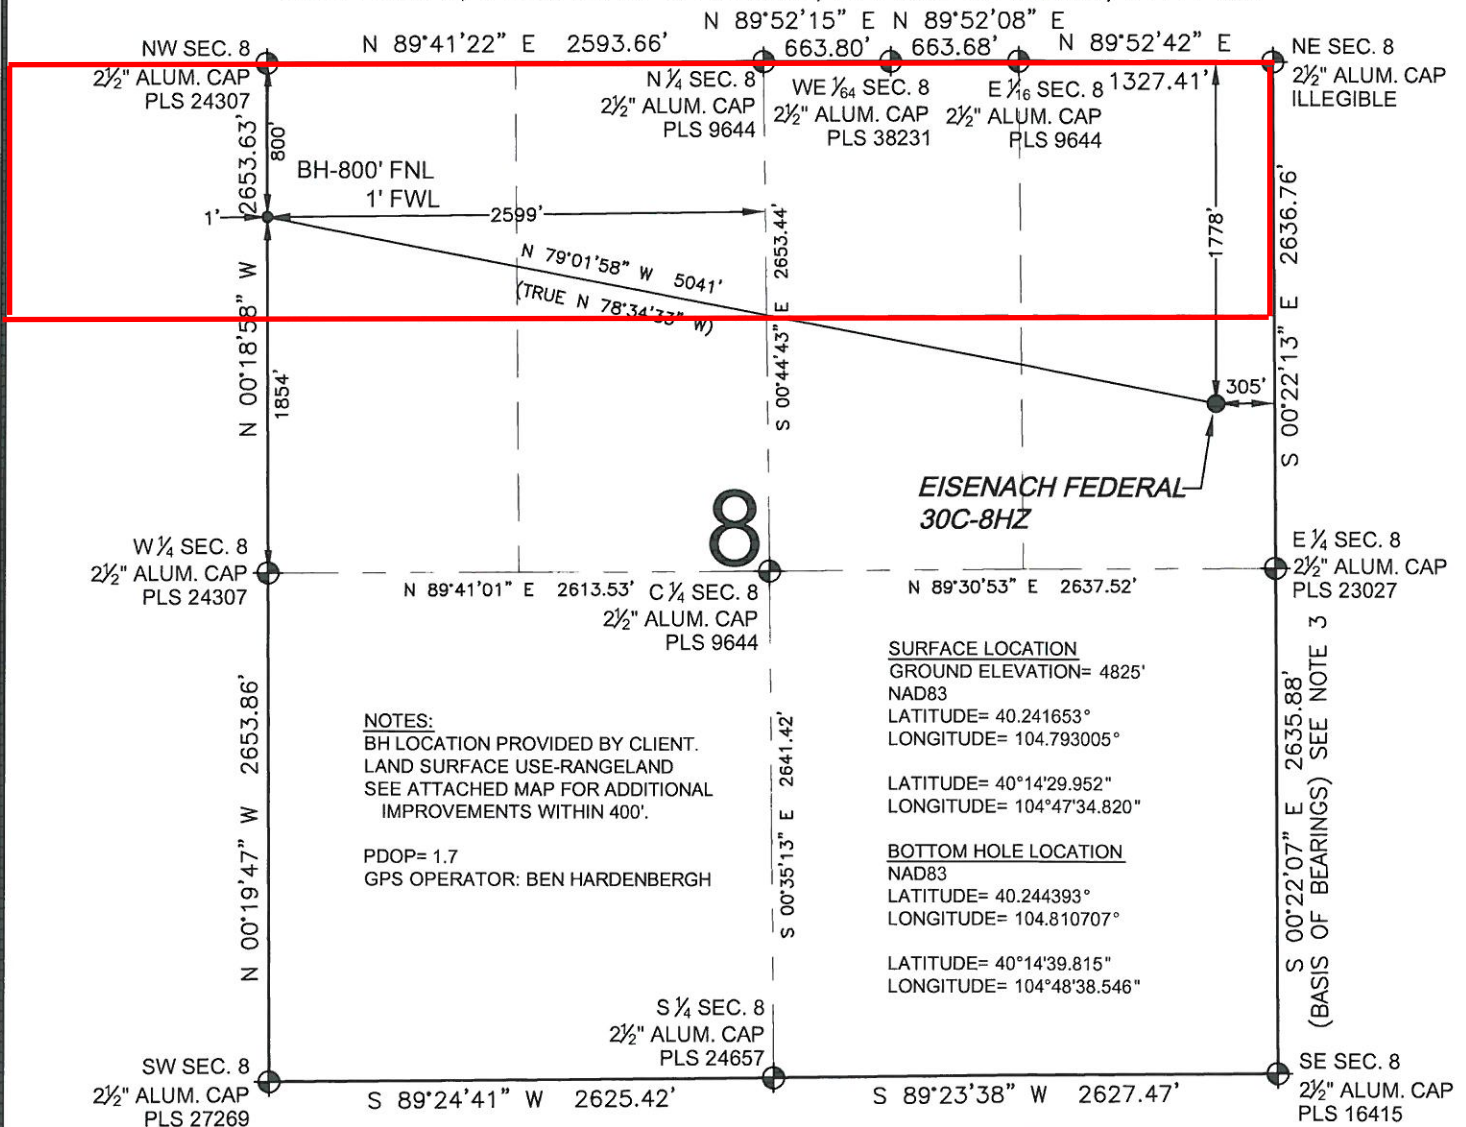 N 89°52'15" E N 89°52'08" E
N 89°41'22" E 2593.66'
663.80' 663.68'
N 89°52'42" E
1327.41'
NW SEC. 8
2½" ALUM. CAP
PLS 24307
N ¼ SEC. 8
2½" ALUM. CAP
PLS 9644
WE 1/64 SEC. 8
2½" ALUM. CAP
PLS 38231
E 1/16 SEC. 8
2½" ALUM. CAP
PLS 9644
NE SEC. 8
2½" ALUM. CAP
ILLEGIBLE
2653.63'
800'
BH-800' FNL
1' FWL
1'
2599'
N 79°01'58" W 5041'
(TRUE N 78°34'33" W)
2653.44'
S 00°44'43" E
1778'
2636.76'
S 00°22'13" E
305'
N 00°18'58" W
1854'
EISENACH FEDERAL
30C-8HZ
8
W ¼ SEC. 8
2½" ALUM. CAP
PLS 24307
N 89°41'01" E 2613.53'
C ¼ SEC. 8
2½" ALUM. CAP
PLS 9644
N 89°30'53" E 2637.52'
E ¼ SEC. 8
2½" ALUM. CAP
PLS 23027
N 00°19'47" W 2653.86'
NOTES:
BH LOCATION PROVIDED BY CLIENT.
LAND SURFACE USE-RANGELAND
SEE ATTACHED MAP FOR ADDITIONAL
IMPROVEMENTS WITHIN 400'.
PDOP= 1.7
GPS OPERATOR: BEN HARDENBERGH
S 00°35'13" E 2641.42'
SURFACE LOCATION
GROUND ELEVATION= 4825'
NAD83
LATITUDE= 40.241653°
LONGITUDE= 104.793005°
LATITUDE= 40°14'29.952"
LONGITUDE= 104°47'34.820"
BOTTOM HOLE LOCATION
NAD83
LATITUDE= 40.244393°
LONGITUDE= 104.810707°
LATITUDE= 40°14'39.815"
LONGITUDE= 104°48'38.546"
S 00°22'07" E 2635.88'
(BASIS OF BEARINGS) SEE NOTE 3
SW SEC. 8
2½" ALUM. CAP
PLS 27269
S 89°24'41" W 2625.42'
S ¼ SEC. 8
2½" ALUM. CAP
PLS 24657
S 89°23'38" W 2627.47'
SE SEC. 8
2½" ALUM. CAP
PLS 16415